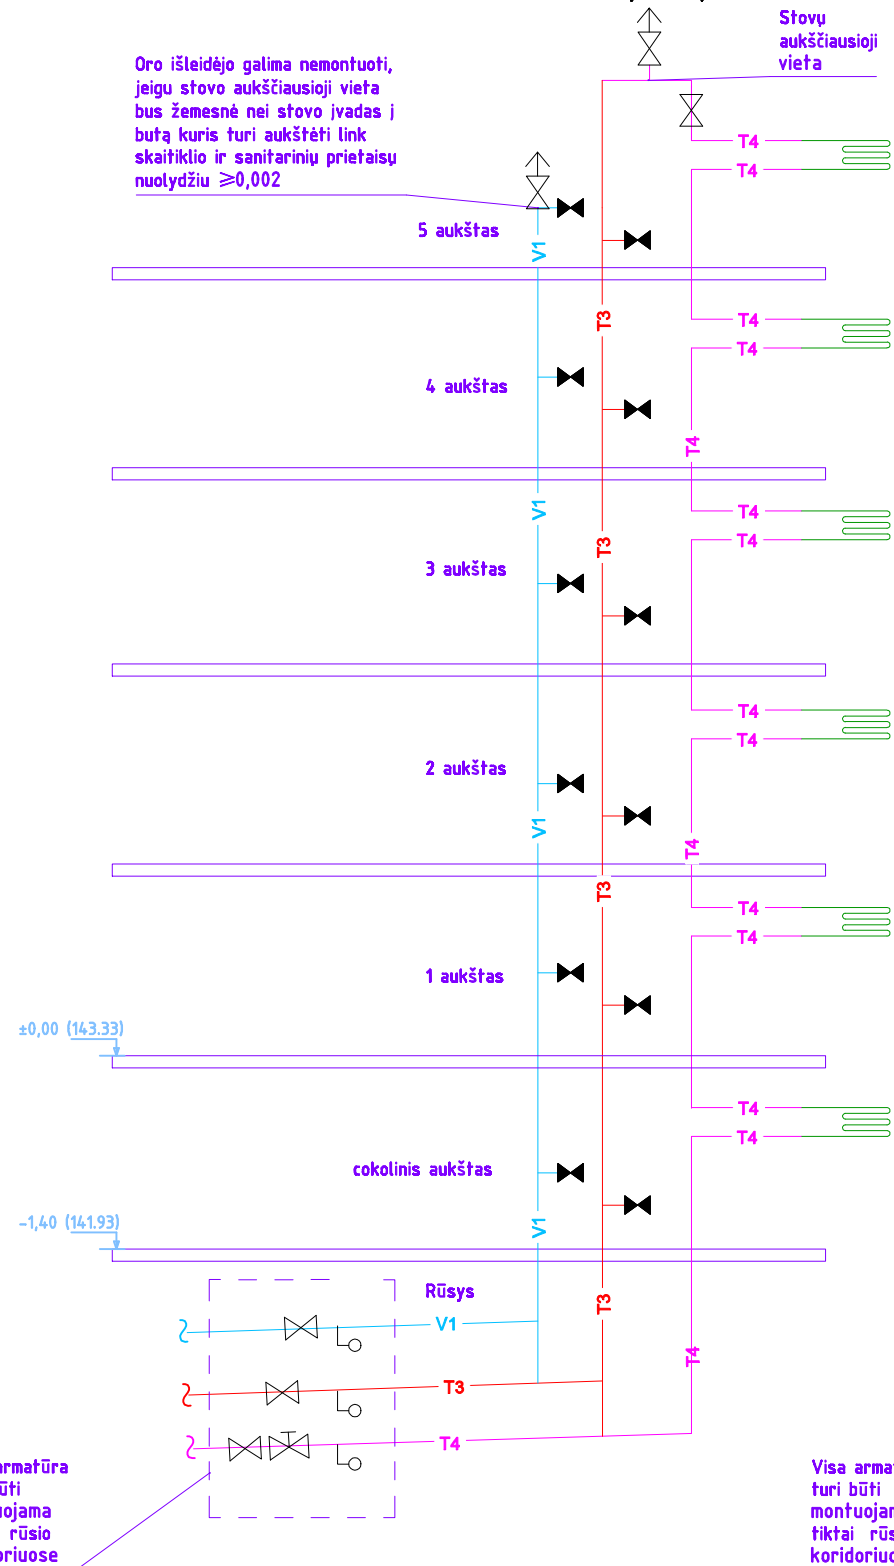 Stovų
aukščiausioji
vieta
Oro išleidėjo galima nemontuoti,
jeigu stovo aukščiausioji vieta
bus žemesnė nei stovo įvadas į
butą kuris turi aukštėti link
skaitiklio ir sanitarinių prietaisų
nuolydžiu ≥0,002
T4
T4
5 aukštas
V1
T3
T4
T4
4 aukštas
T4
V1
T4
T3
T4
3 aukštas
T4
T4
2 aukštas
V1
T4
T3
T4
T4
1 aukštas
±0,00 (143.33)
T4
T4
cokolinis aukštas
-1,40 (141.93)
V1
Rūsys
T3
V1
T4
T3
T4
armatūra
rūsio
Visa
turi būti
tiktai